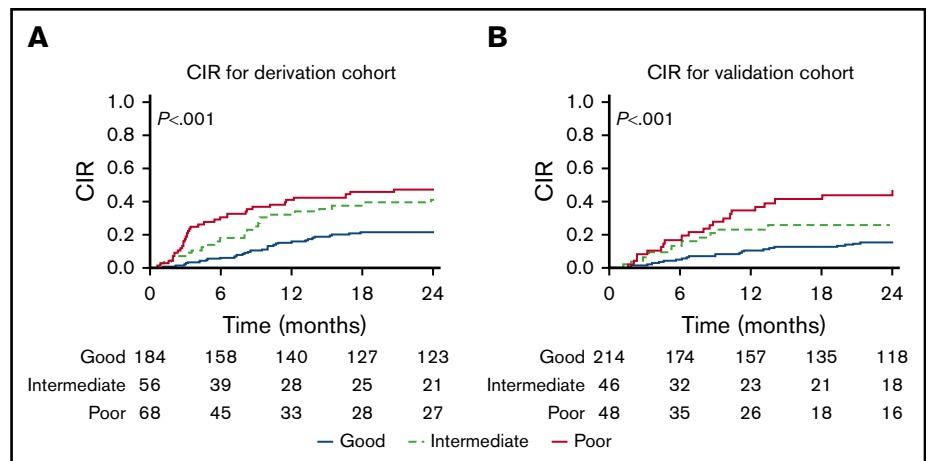 A
CIR for derivation cohort
1.0
0.8
0.6
0.4
0.2
0.0
CIR
P<.001
0 6 12 18 24
Time (months)
Good 184 158 140 127 123
Intermediate 56 39 28 25 21
Poor 68 45 33 28 27
B
CIR for validation cohort
1.0
0.8
0.6
0.4
0.2
0.0
CIR
P<.001
0 6 12 18 24
Time (months)
Good 214 174 157 135 118
Intermediate 46 32 23 21 18
Poor 48 35 26 18 16
Good Intermediate Poor